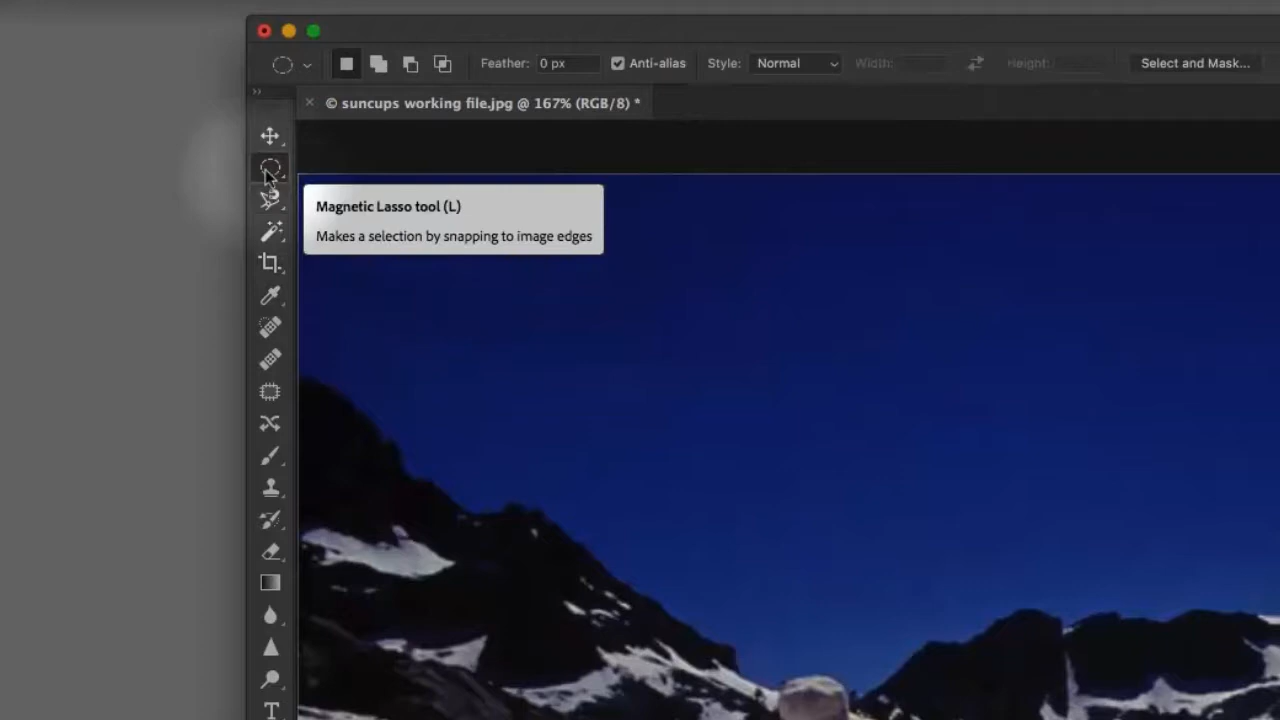 Feather: 0 px Anti-alias Style: Normal Width: Height: Select and Mask...
© suncups working file.jpg @ 167% (RGB/8) *
Magnetic Lasso tool (L)
Makes a selection by snapping to image edges